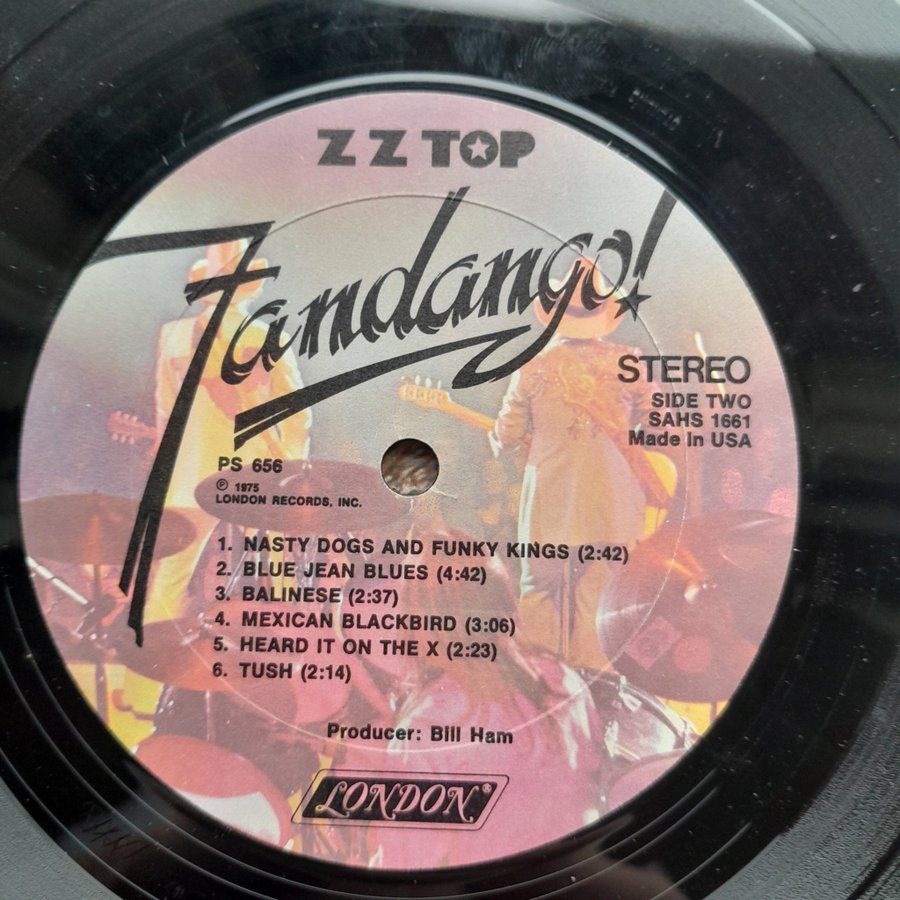 ZZ TOP
Fandango!
STEREO
SIDE TWO
SAHS 1661
Made in USA
PS 656
℗ 1975
LONDON RECORDS, INC.
1. NASTY DOGS AND FUNKY KINGS (2:42)
2. BLUE JEAN BLUES (4:42)
3. BALINESE (2:37)
4. MEXICAN BLACKBIRD (3:06)
5. HEARD IT ON THE X (2:23)
6. TUSH (2:14)
Producer: Bill Ham
LONDON®